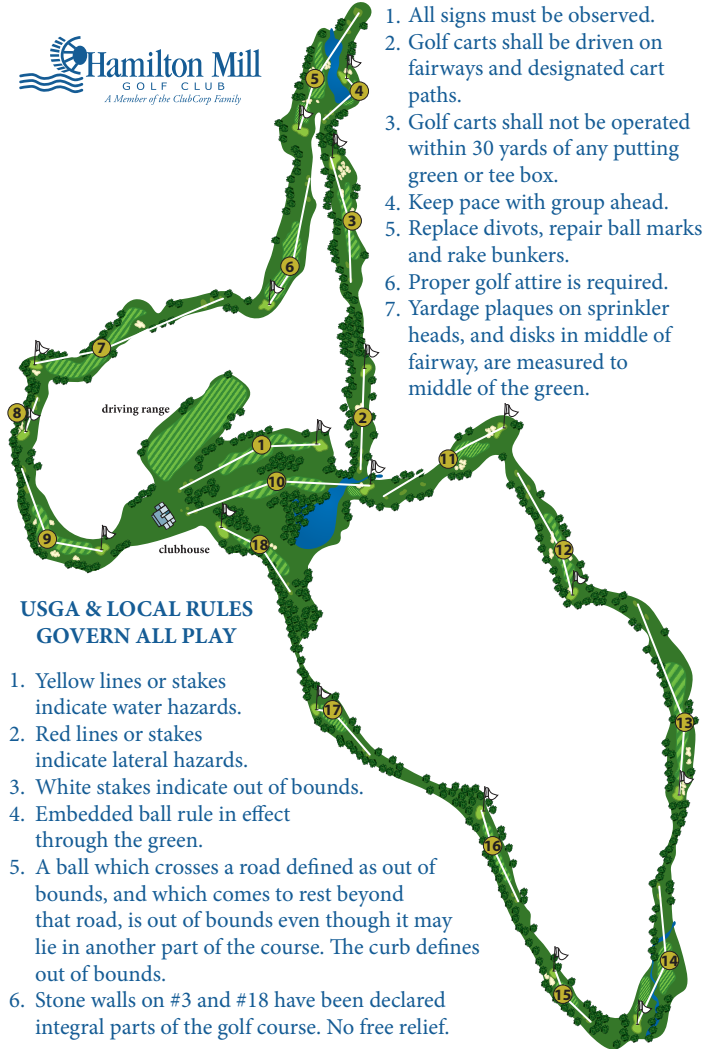 Hamilton Mill
GOLF CLUB
A Member of the ClubCorp Family
1. All signs must be observed.
2. Golf carts shall be driven on
fairways and designated cart
paths.
3. Golf carts shall not be operated
within 30 yards of any putting
green or tee box.
4. Keep pace with group ahead.
5. Replace divots, repair ball marks
and rake bunkers.
6. Proper golf attire is required.
7. Yardage plaques on sprinkler
heads, and disks in middle of
fairway, are measured to
middle of the green.
5
4
3
6
7
8
driving range
2
1
11
10
9
clubhouse
18
12
17
13
16
14
15
USGA & LOCAL RULES
GOVERN ALL PLAY
1. Yellow lines or stakes
indicate water hazards.
2. Red lines or stakes
indicate lateral hazards.
3. White stakes indicate out of bounds.
4. Embedded ball rule in effect
through the green.
5. A ball which crosses a road defined as out of
bounds, and which comes to rest beyond
that road, is out of bounds even though it may
lie in another part of the course. The curb defines
out of bounds.
6. Stone walls on #3 and #18 have been declared
integral parts of the golf course. No free relief.